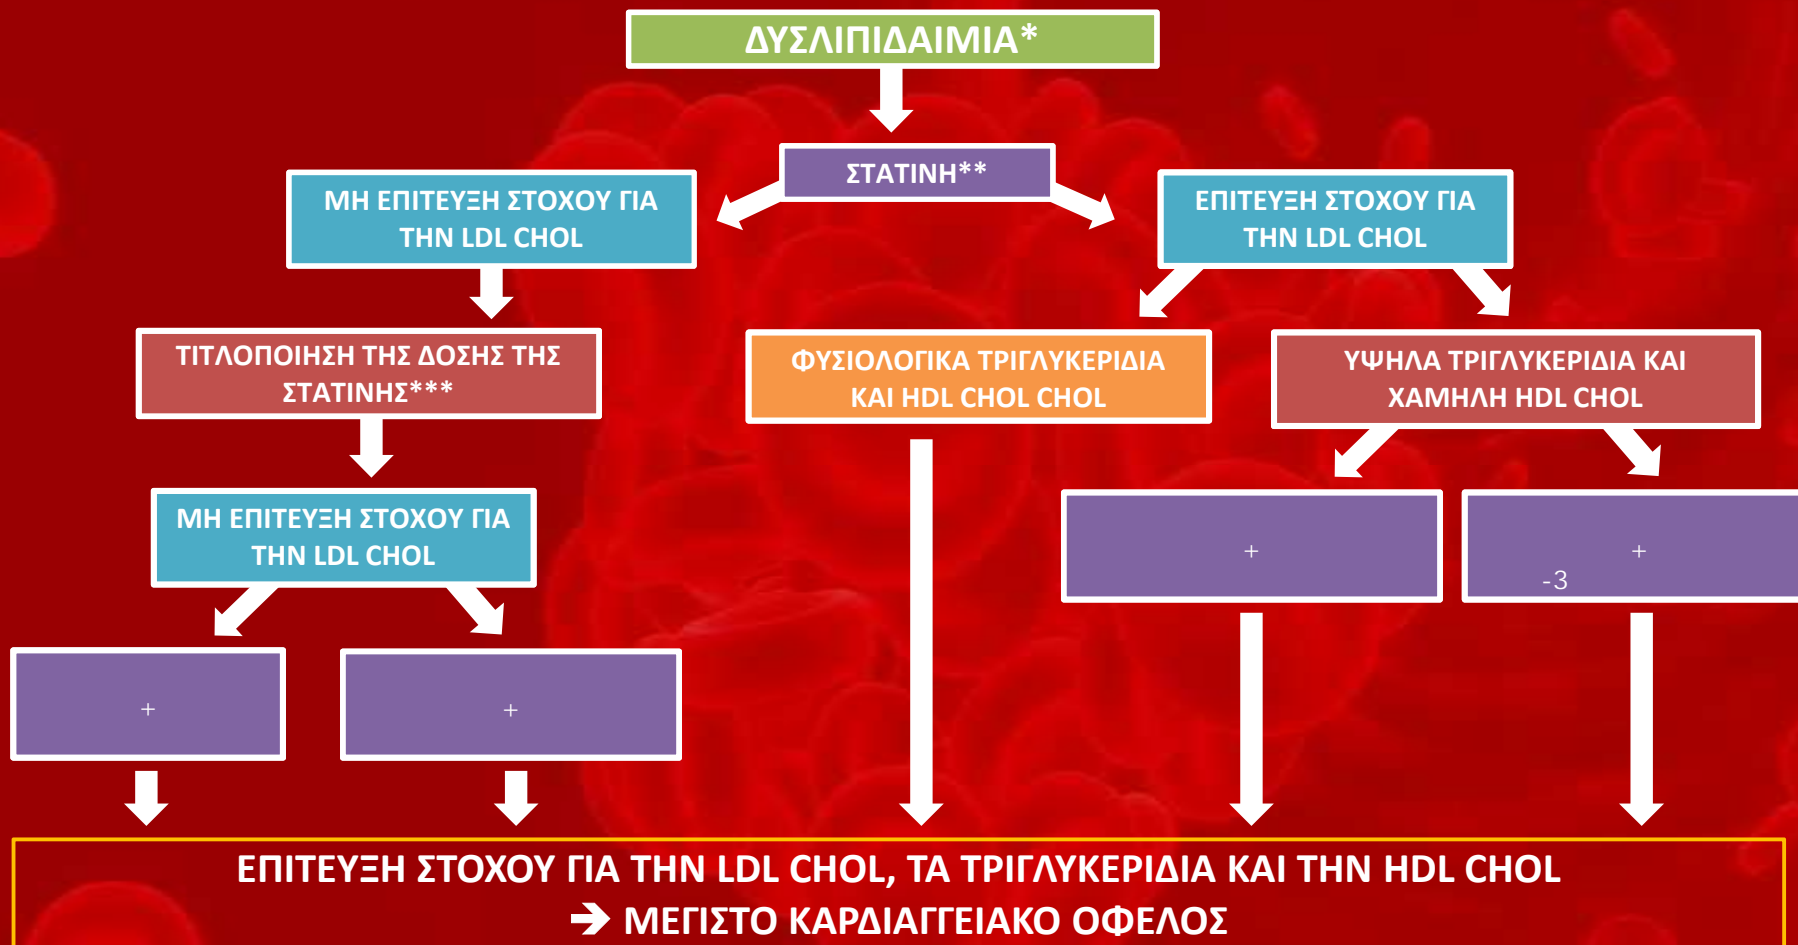 ΔΥΣΛΙΠΙΔΑΙΜΙΑ*
ΣΤΑΤΙΝΗ**
ΜΗ ΕΠΙΤΕΥΞΗ ΣΤΟΧΟΥ ΓΙΑ
ΤΗΝ LDL CHOL
ΕΠΙΤΕΥΞΗ ΣΤΟΧΟΥ ΓΙΑ
ΤΗΝ LDL CHOL
ΤΙΤΛΟΠΟΙΗΣΗ ΤΗΣ ΔΟΣΗΣ ΤΗΣ
ΣΤΑΤΙΝΗΣ***
ΦΥΣΙΟΛΟΓΙΚΑ ΤΡΙΓΛΥΚΕΡΙΔΙΑ
ΚΑΙ HDL CHOL CHOL
ΥΨΗΛΑ ΤΡΙΓΛΥΚΕΡΙΔΙΑ ΚΑΙ
ΧΑΜΗΛΗ HDL CHOL
ΜΗ ΕΠΙΤΕΥΞΗ ΣΤΟΧΟΥ ΓΙΑ
ΤΗΝ LDL CHOL
+
+
-3
+
+
ΕΠΙΤΕΥΞΗ ΣΤΟΧΟΥ ΓΙΑ ΤΗΝ LDL CHOL, ΤΑ ΤΡΙΓΛΥΚΕΡΙΔΙΑ ΚΑΙ ΤΗΝ HDL CHOL
➔ ΜΕΓΙΣΤΟ ΚΑΡΔΙΑΓΓΕΙΑΚΟ ΟΦΕΛΟΣ